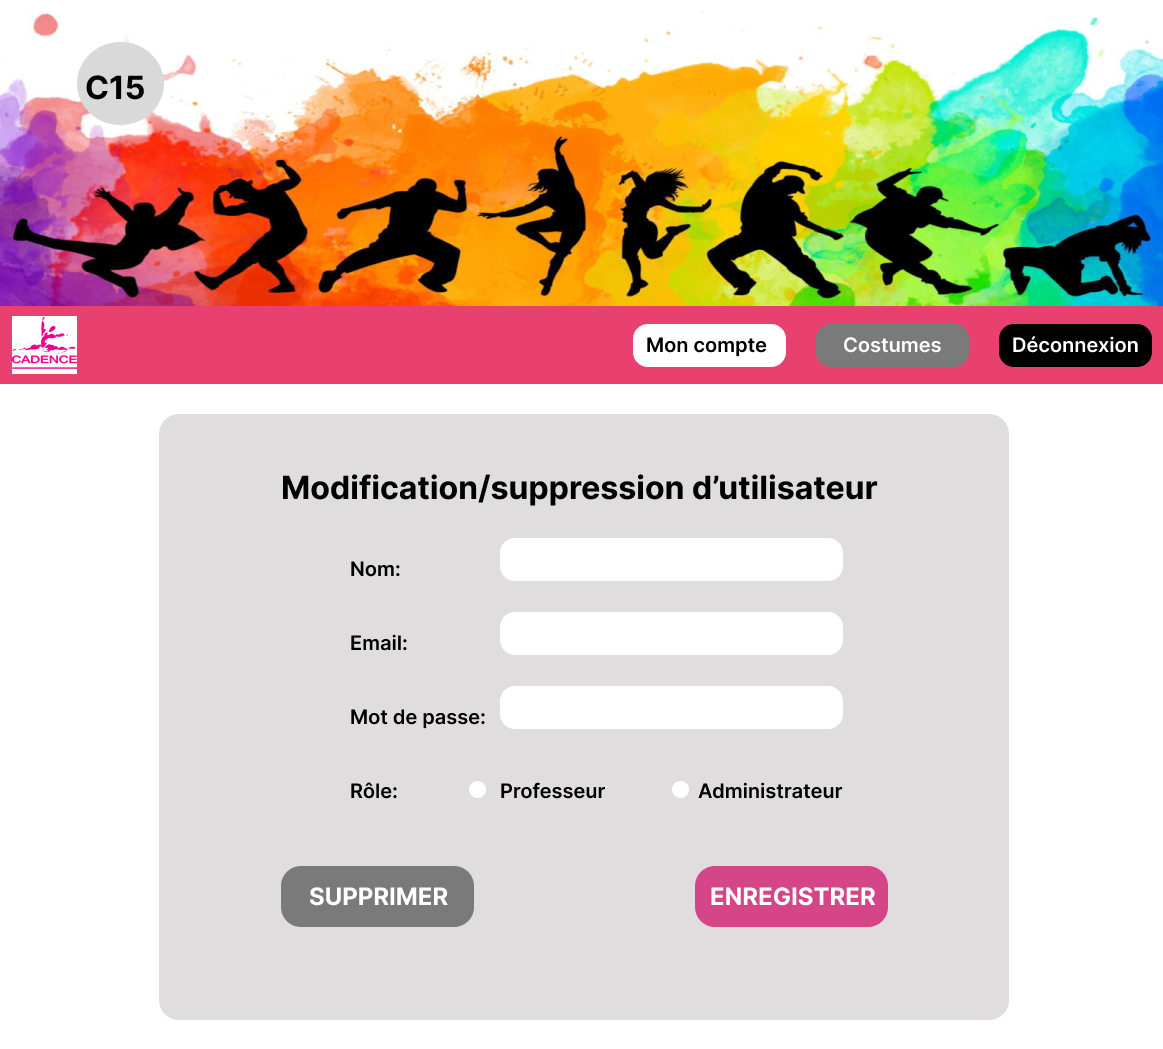 C15
CADENCE
Mon compte
Costumes
Déconnexion
Modification/suppression d’utilisateur
Nom:
Email:
Mot de passe:
Rôle:
Professeur
Administrateur
SUPPRIMER
ENREGISTRER